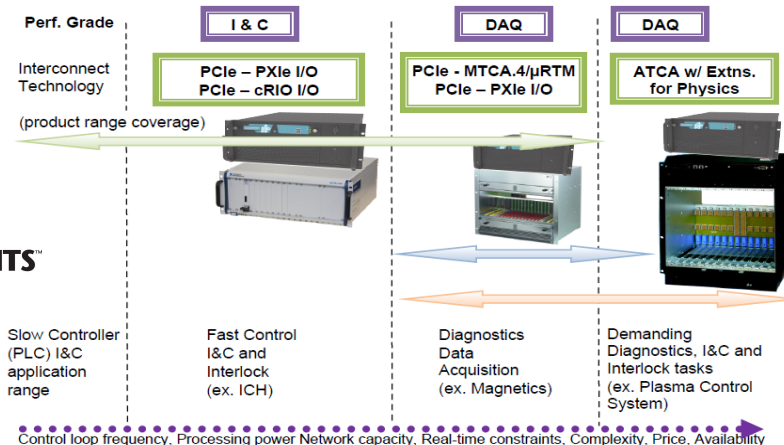 Perf. Grade
I & C
DAQ
DAQ
Interconnect
Technology
PCIe – PXIe I/O
PCIe – cRIO I/O
PCIe - MTCA.4/µRTM
PCIe – PXIe I/O
ATCA w/ Extns.
for Physics
(product range coverage)
ITS™
Slow Controller
(PLC) I&C
application
range
Fast Control
I&C and
Interlock
(ex. ICH)
Diagnostics
Data
Acquisition
(ex. Magnetics)
Demanding
Diagnostics, I&C and
Interlock tasks
(ex. Plasma Control
System)
Control loop frequency, Processing power Network capacity, Real-time constraints, Complexity, Price, Availability